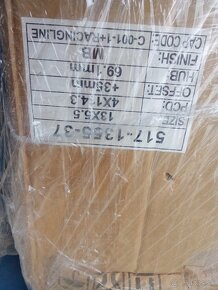 517-1355-37
SIZE: 13X5.5
PCD: 4X114.3
OFFSET: +35mm
HUB: 69.1mm
FINISH: MB
CAP CODE: C-001-1+RACINGLINE